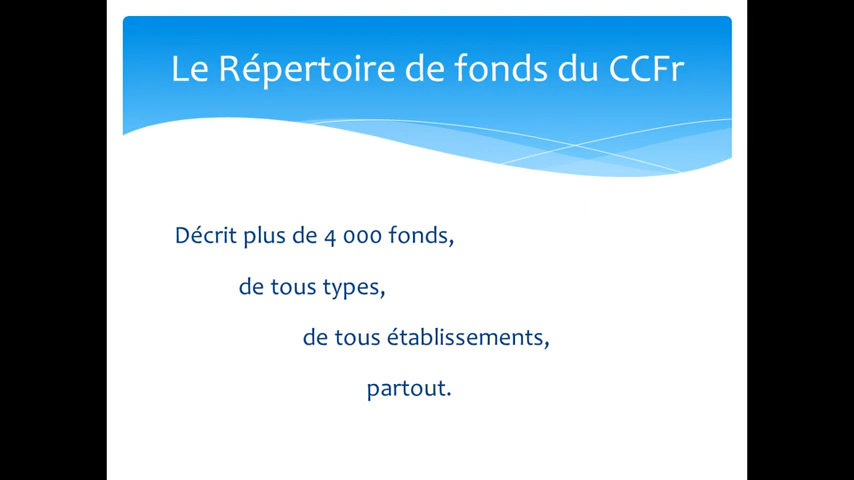 Le Répertoire de fonds du CCFr
Décrit plus de 4 000 fonds,
de tous types,
de tous établissements,
partout.